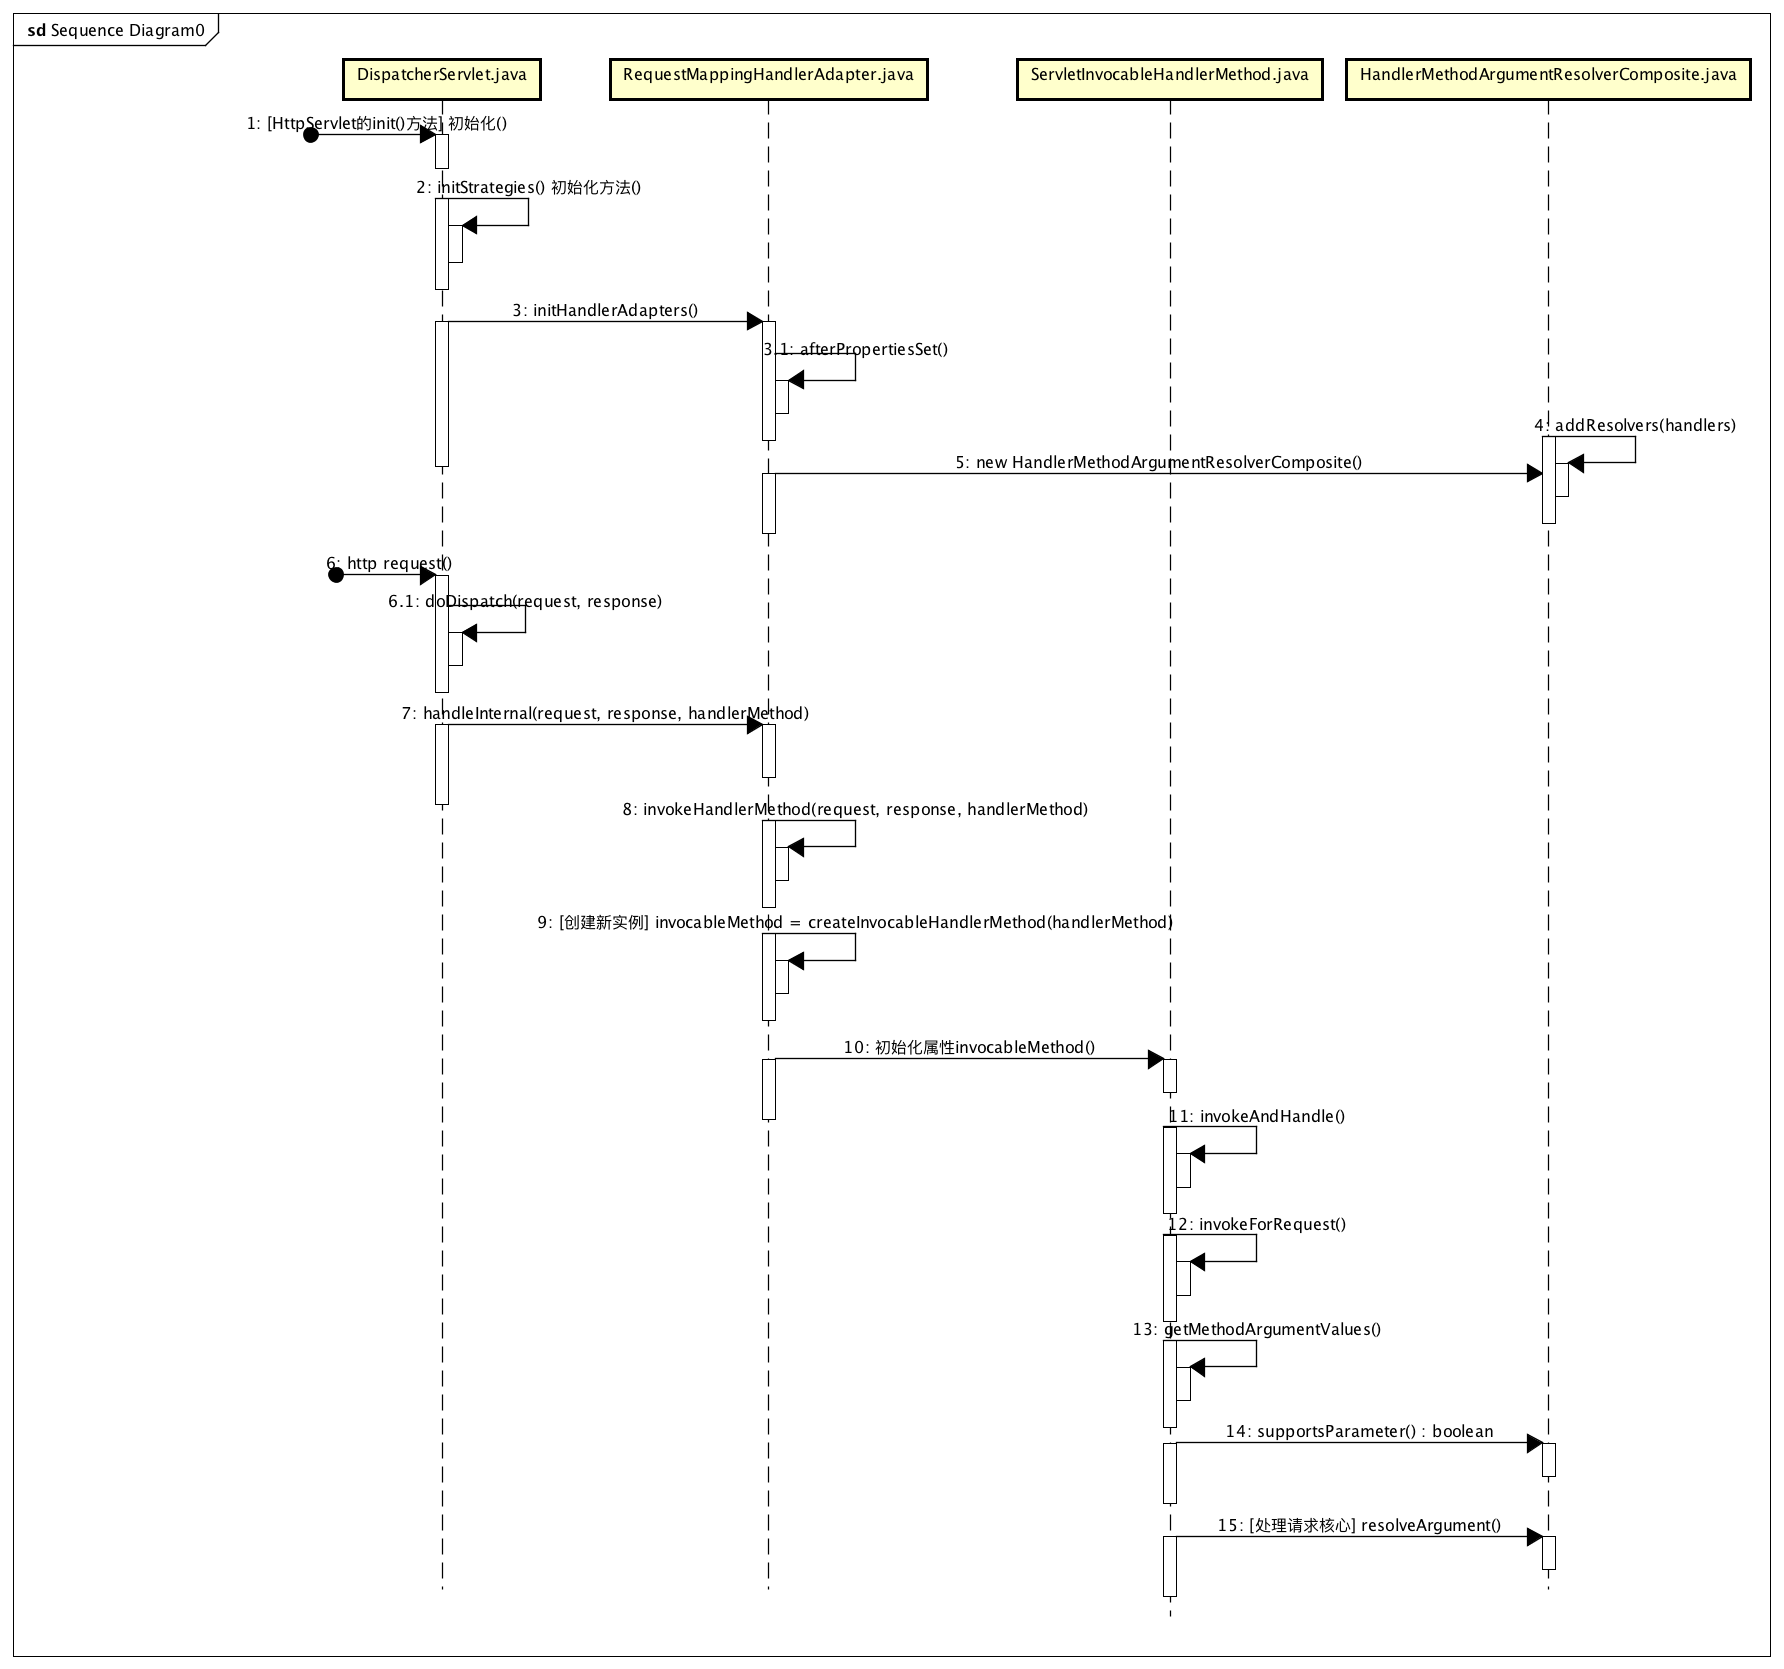 sd Sequence Diagram0
DispatcherServlet.java
RequestMappingHandlerAdapter.java
ServletInvocableHandlerMethod.java
HandlerMethodArgumentResolverComposite.java
1: [HttpServlet的init()方法] 初始化()
2: initStrategies() 初始化方法()
3: initHandlerAdapters()
3.1: afterPropertiesSet()
4: addResolvers(handlers)
5: new HandlerMethodArgumentResolverComposite()
6: http request()
6.1: doDispatch(request, response)
7: handleInternal(request, response, handlerMethod)
8: invokeHandlerMethod(request, response, handlerMethod)
9: [创建新实例] invocableMethod = createInvocableHandlerMethod(handlerMethod)
10: 初始化属性invocableMethod()
11: invokeAndHandle()
12: invokeForRequest()
13: getMethodArgumentValues()
14: supportsParameter() : boolean
15: [处理请求核心] resolveArgument()